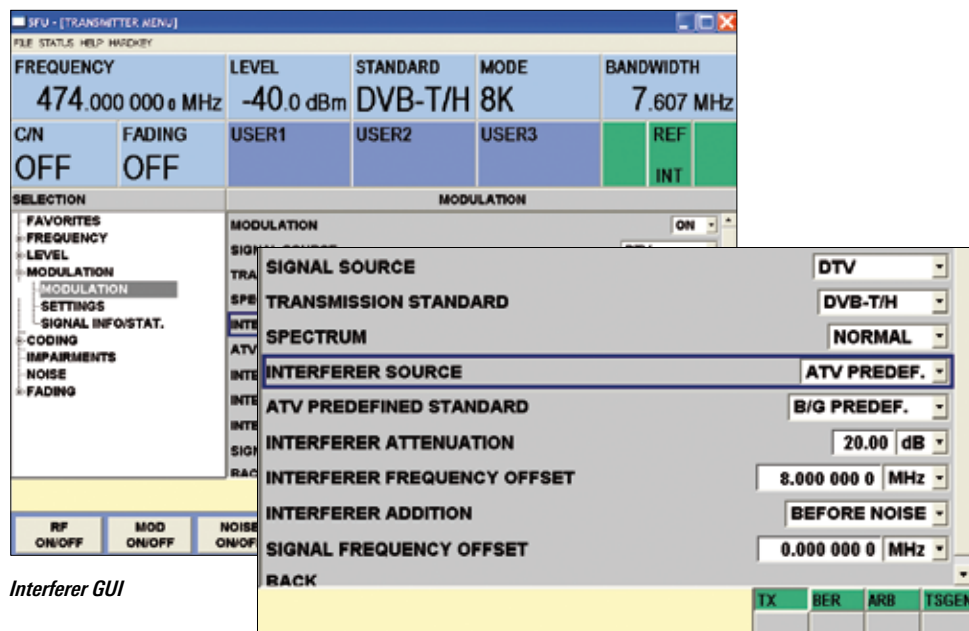 SFU - [TRANSMITTER MENU]
FILE STATUS HELP HARDKEY
FREQUENCY LEVEL STANDARD MODE BANDWIDTH
474.000 000 0 MHz -40.0 dBm DVB-T/H 8K 7.607 MHz
C/N FADING USER1 USER2 USER3 REF
OFF OFF INT
SELECTION MODULATION
FAVORITES
FREQUENCY
LEVEL
MODULATION
MODULATION
SETTINGS
SIGNAL INFO/STAT.
CODING
IMPAIRMENTS
NOISE
FADING
MODULATION ON
SIGNAL SOURCE DTV
TRANSMISSION STANDARD DVB-T/H
SPECTRUM NORMAL
INTERFERER SOURCE ATV PREDEF.
ATV PREDEFINED STANDARD B/G PREDEF.
INTERFERER ATTENUATION 20.00 dB
INTERFERER FREQUENCY OFFSET 8.000 000 0 MHz
INTERFERER ADDITION BEFORE NOISE
SIGNAL FREQUENCY OFFSET 0.000 000 0 MHz
BACK
TX BER ARB TSGEN
RF ON/OFF
MOD ON/OFF
NOISE
Interferer GUI